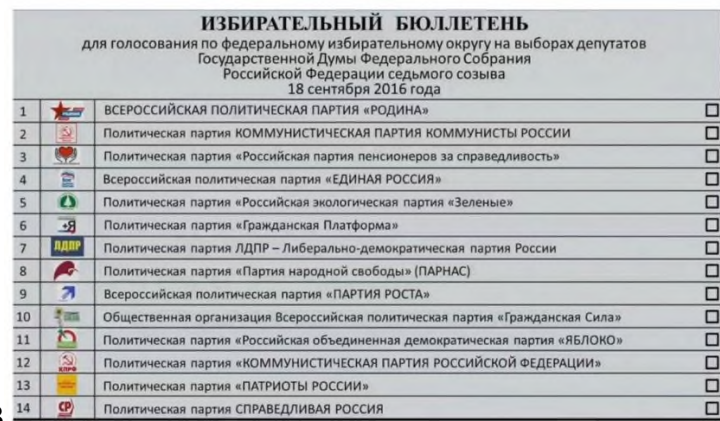 ИЗБИРАТЕЛЬНЫЙ БЮЛЛЕТЕНЬ
для голосования по федеральному избирательному округу на выборах депутатов
Государственной Думы Федерального Собрания
Российской Федерации седьмого созыва
18 сентября 2016 года
1 ВСЕРОССИЙСКАЯ ПОЛИТИЧЕСКАЯ ПАРТИЯ «РОДИНА»
2 Политическая партия КОММУНИСТИЧЕСКАЯ ПАРТИЯ КОММУНИСТЫ РОССИИ
3 Политическая партия «Российская партия пенсионеров за справедливость»
4 Всероссийская политическая партия «ЕДИНАЯ РОССИЯ»
5 Политическая партия «Российская экологическая партия «Зеленые»
6 +Я Политическая партия «Гражданская Платформа»
7 ЛДПР Политическая партия ЛДПР – Либерально-демократическая партия России
8 Политическая партия «Партия народной свободы» (ПАРНАС)
9 Всероссийская политическая партия «ПАРТИЯ РОСТА»
10 Общественная организация Всероссийская политическая партия «Гражданская Сила»
11 Политическая партия «Российская объединенная демократическая партия «ЯБЛОКО»
12 КПРФ Политическая партия «КОММУНИСТИЧЕСКАЯ ПАРТИЯ РОССИЙСКОЙ ФЕДЕРАЦИИ»
13 Политическая партия «ПАТРИОТЫ РОССИИ»
14 СР Политическая партия СПРАВЕДЛИВАЯ РОССИЯ